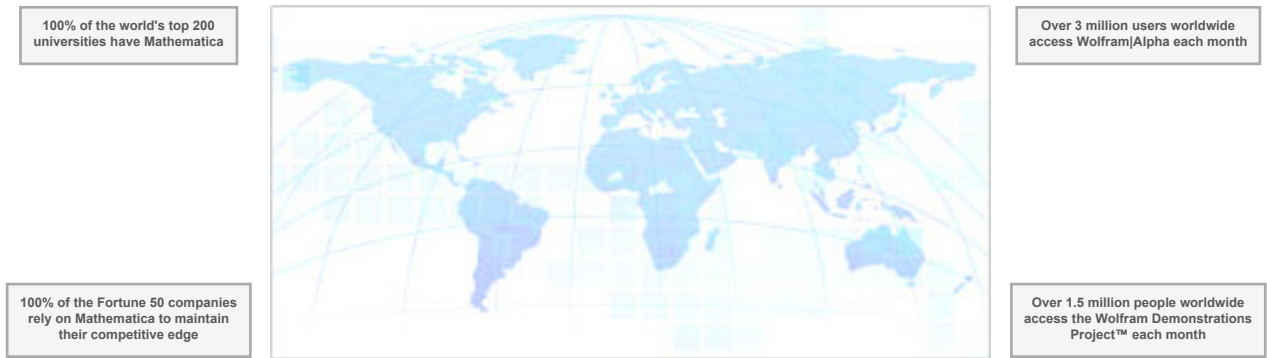 100% of the world's top 200
universities have Mathematica
Over 3 million users worldwide
access Wolfram|Alpha each month
100% of the Fortune 50 companies
rely on Mathematica to maintain
their competitive edge
Over 1.5 million people worldwide
access the Wolfram Demonstrations
Project™ each month